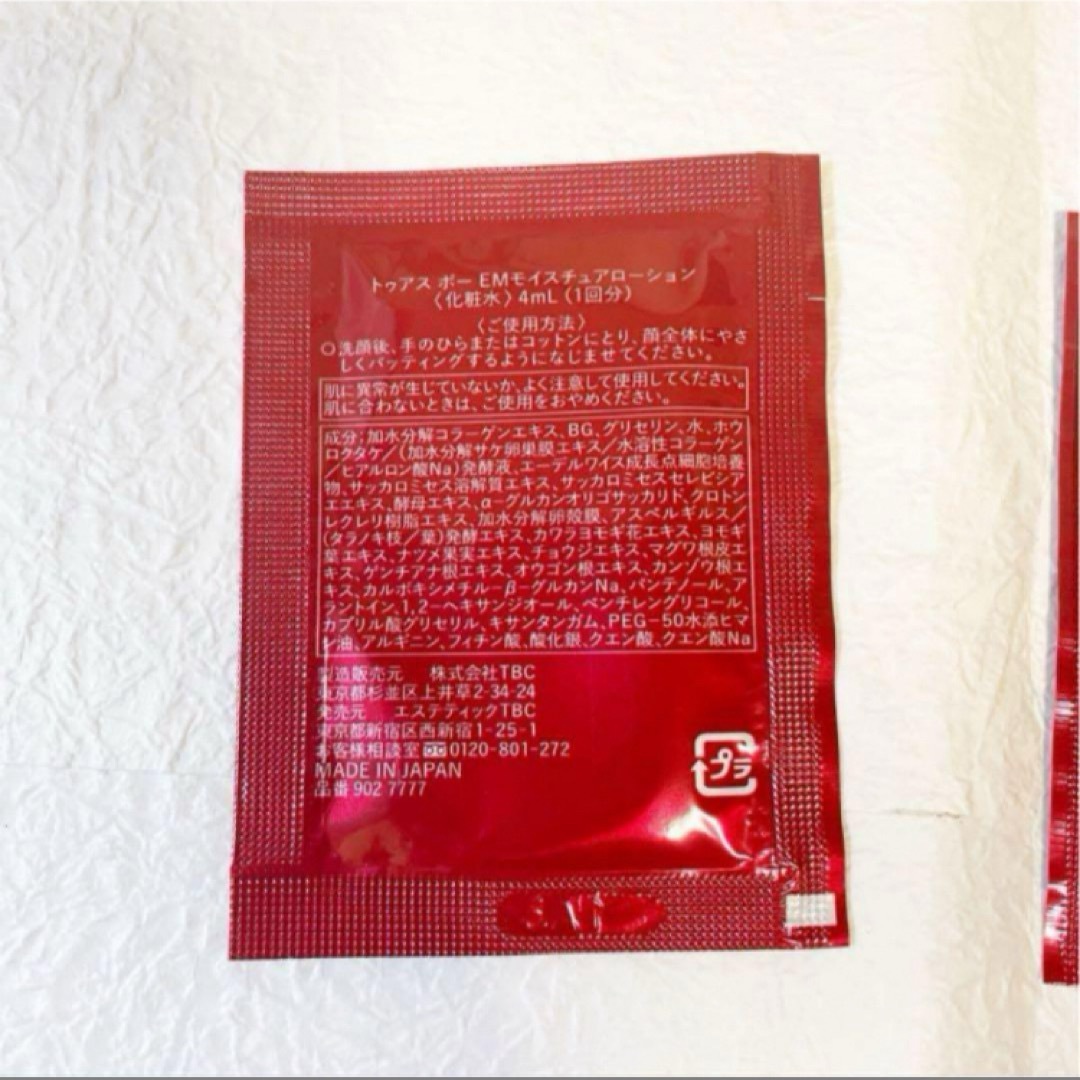 トゥアス ボー EMモイスチュアローション
〈化粧水〉4mL（1回分）
〈ご使用方法〉
○洗顔後、手のひらまたはコットンにとり、顔全体にやさ
しくパッティングするようになじませてください。
肌に異常が生じていないか、よく注意して使用してください。
肌に合わないときは、ご使用をおやめください。
成分:加水分解コラーゲンエキス、BG、グリセリン、水、ホウ
ロクタケ/(加水分解サケ卵巣膜エキス/水溶性コラーゲン
/ヒアルロン酸Na)発酵液、エーデルワイス成長点細胞培養
物、サッカロミセス溶解質エキス、サッカロミセスセレビシア
エエキス、酵母エキス、α-グルカンオリゴサッカリド、クロトン
レクレリ樹脂エキス、加水分解卵殻膜、アスペルギルス/
(タラノキ核/葉)発酵エキス、カワラヨモギ花エキス、ヨモギ
葉エキス、ナツメ果実エキス、チョウジエキス、マグワ根皮エ
キス、ゲンチアナ根エキス、オウゴン根エキス、カンゾウ根エ
キス、カルボキシメチル-β-グルカンNa、パンテノール、ア
ラントイン、1,2-ヘキサンジオール、ペンチレングリコール、
カプリル酸グリセリル、キサンタンガム、PEG-50水添ヒマ
シ油、アルギニン、フィチン酸、酸化銀、クエン酸、クエン酸Na
製造販売元 株式会社TBC
東京都杉並区上井草2-34-24
発売元 エステティックTBC
東京都新宿区西新宿1-25-1
お客様相談室 0120-801-272
MADE IN JAPAN
品番 902 7777
プラ